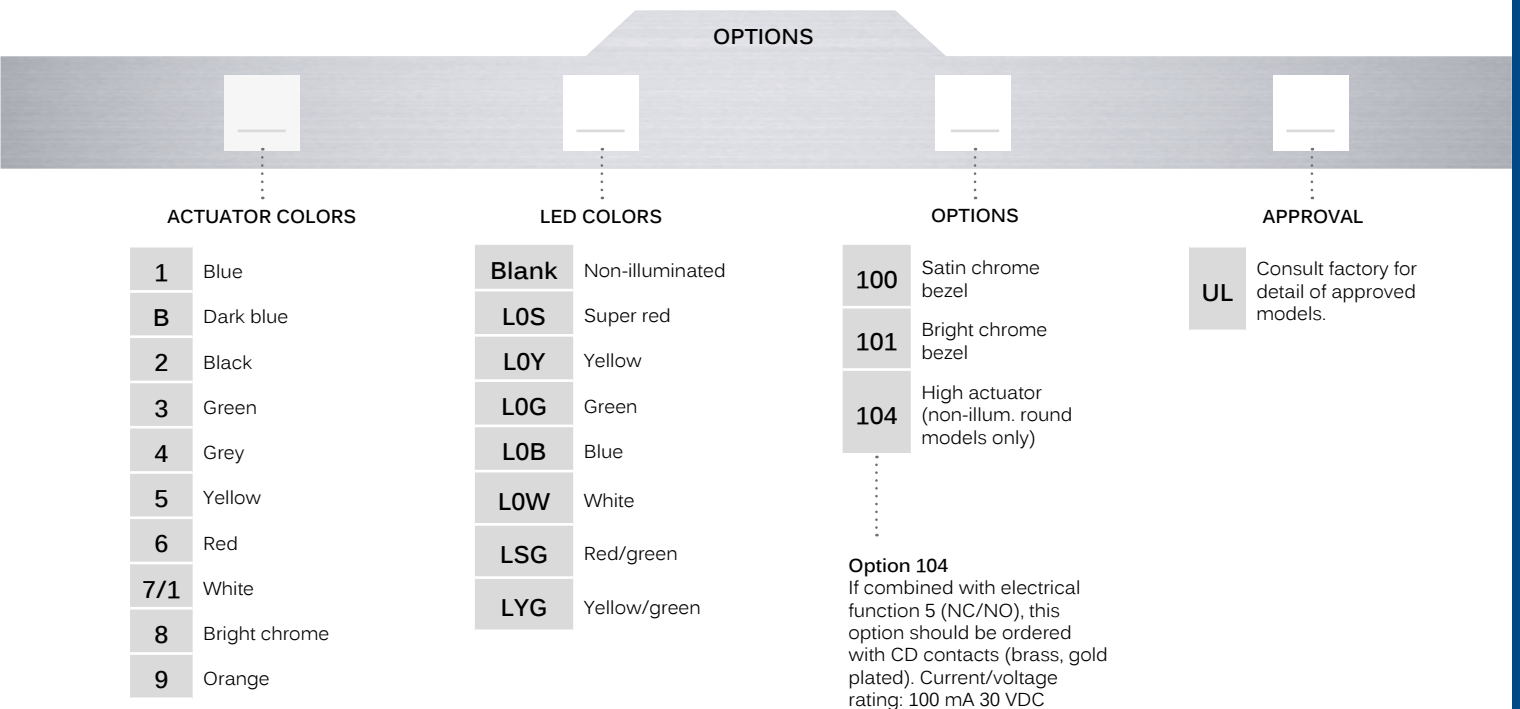 OPTIONS
ACTUATOR COLORS
1 Blue
B Dark blue
2 Black
3 Green
4 Grey
5 Yellow
6 Red
7/1 White
8 Bright chrome
9 Orange
LED COLORS
Blank Non-illuminated
L0S Super red
L0Y Yellow
L0G Green
L0B Blue
L0W White
LSG Red/green
LYG Yellow/green
OPTIONS
100 Satin chrome
bezel
101 Bright chrome
bezel
104 High actuator
(non-illum. round
models only)
Option 104
If combined with electrical
function 5 (NC/NO), this
option should be ordered
with CD contacts (brass, gold
plated). Current/voltage
rating: 100 mA 30 VDC
APPROVAL
UL Consult factory for
detail of approved
models.